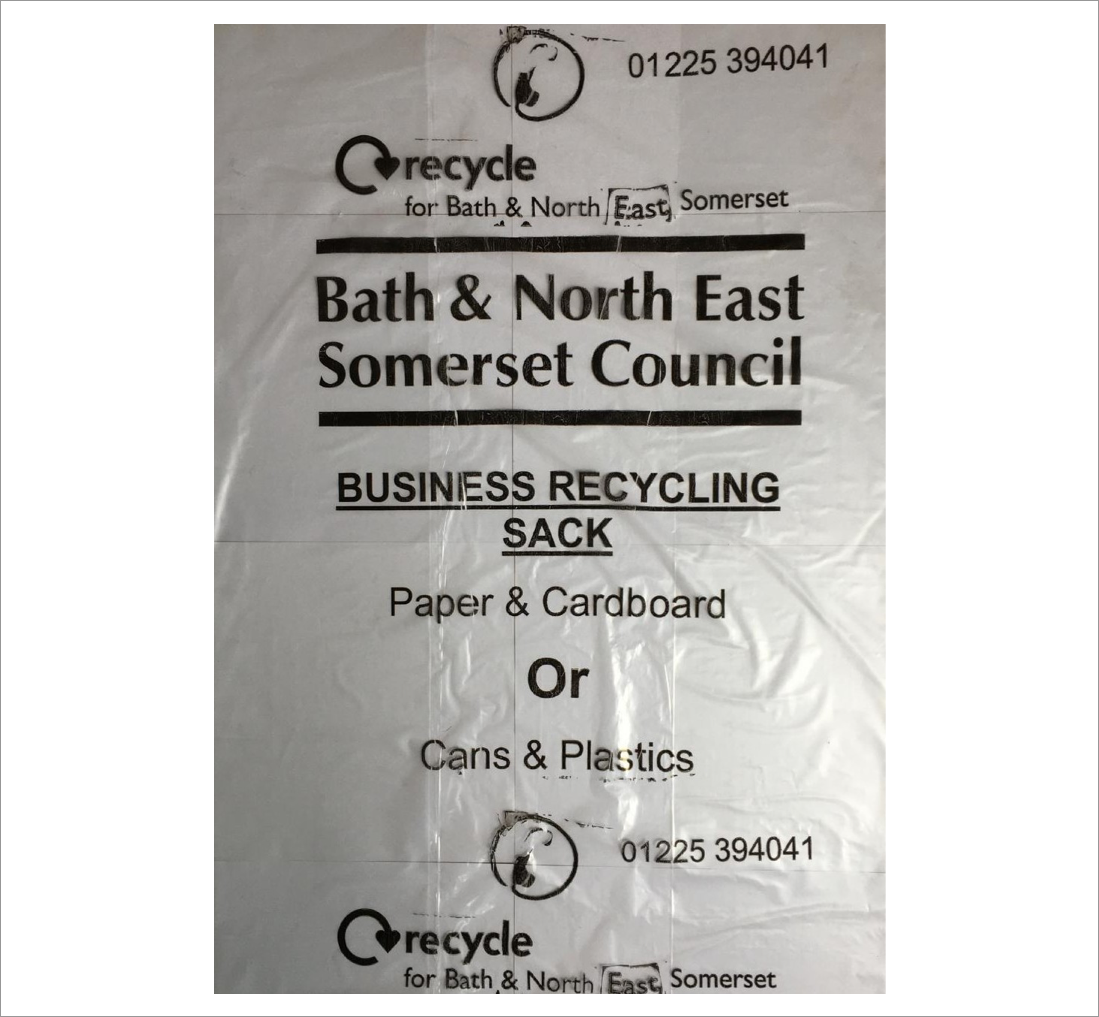 01225 394041
recycle
for Bath & North East Somerset
Bath & North East
Somerset Council
BUSINESS RECYCLING
SACK
Paper & Cardboard
Or
Cans & Plastics
01225 394041
recycle
for Bath & North East Somerset